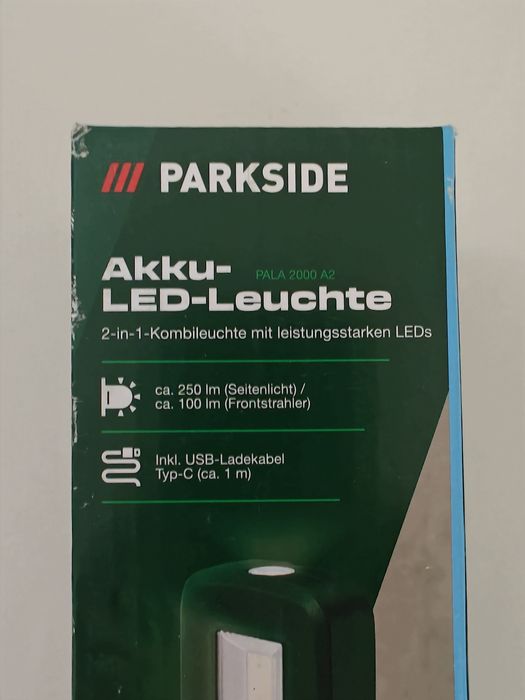 PARKSIDE
Akku- PALA 2000 A2
LED-Leuchte
2-in-1-Kombileuchte mit leistungsstarken LEDs
ca. 250 lm (Seitenlicht) /
ca. 100 lm (Frontstrahler)
Inkl. USB-Ladekabel
Typ-C (ca. 1 m)